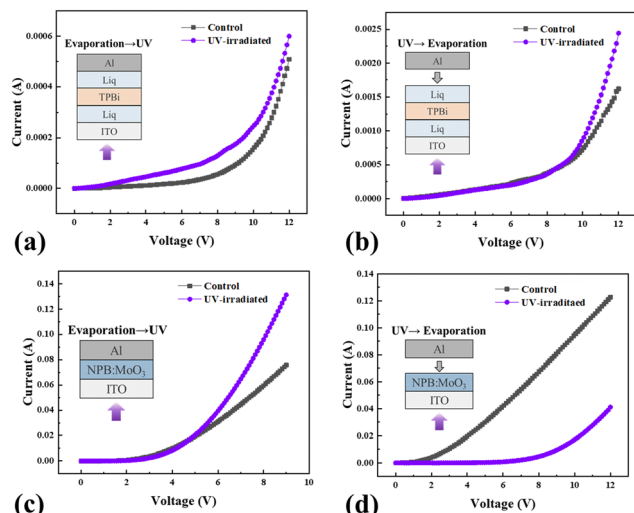 Evaporation→UV
Al
Liq
TPBi
Liq
ITO
Control
UV-irradiated
0.0006
0.0004
0.0002
0.0000
Current (A)
0
2
4
6
8
10
12
Voltage (V)
(a)
UV→ Evaporation
Al
Liq
TPBi
Liq
ITO
Control
UV-irradiated
0.0025
0.0020
0.0015
0.0010
0.0005
0.0000
Current (A)
0
2
4
6
8
10
12
Voltage (V)
(b)
Evaporation→UV
Al
NPB:MoO₃
ITO
Control
UV-irradiated
0.14
0.12
0.10
0.08
0.06
0.04
0.02
0.00
Current (A)
0
2
4
6
8
10
Voltage (V)
(c)
UV→ Evaporation
Al
NPB:MoO₃
ITO
Control
UV-irraditaed
0.14
0.12
0.10
0.08
0.06
0.04
0.02
0.00
Current (A)
0
2
4
6
8
10
12
Voltage (V)
(d)